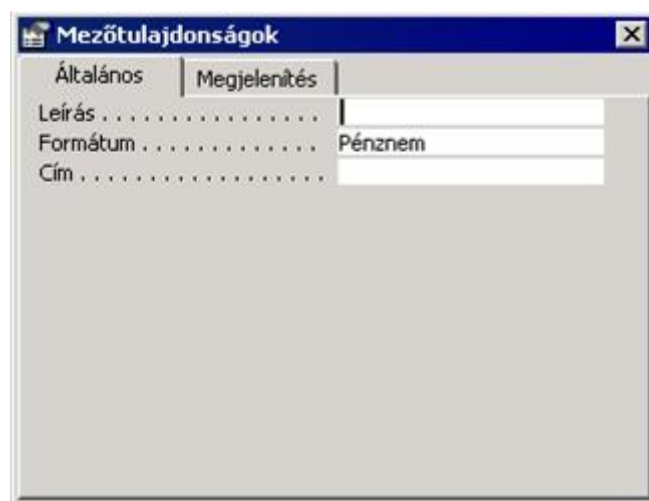 Mezőtulajdonságok
Általános Megjelenítés
Leírás . . . . . . . . . . . . . . . .
Formátum . . . . . . . . . . . . . Pénznem
Cím . . . . . . . . . . . . . . . . . .